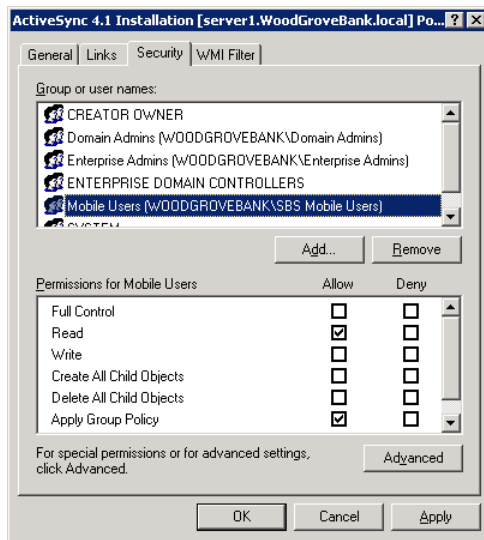 ActiveSync 4.1 Installation [server1.WoodGroveBank.local] Po...
General Links Security WMI Filter
Group or user names:
CREATOR OWNER
Domain Admins (WOODGROVEBANK\Domain Admins)
Enterprise Admins (WOODGROVEBANK\Enterprise Admins)
ENTERPRISE DOMAIN CONTROLLERS
Mobile Users (WOODGROVEBANK\SBS Mobile Users)
SYSTEM
Add... Remove
Permissions for Mobile Users Allow Deny
Full Control
Read
Write
Create All Child Objects
Delete All Child Objects
Apply Group Policy
For special permissions or for advanced settings,
click Advanced.
Advanced
OK Cancel Apply